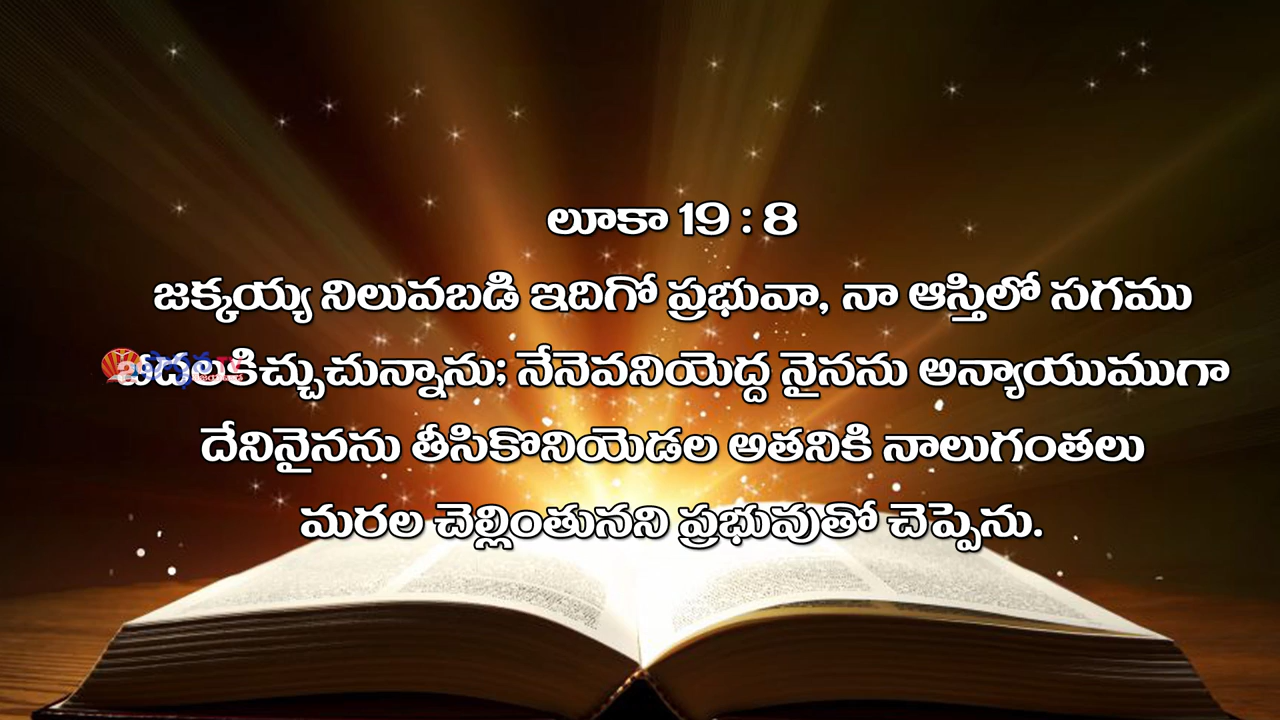 లూకా 19 : 8
జక్కయ్య నిలువబడి ఇదిగో ప్రభువా, నా ఆస్తిలో సగము
బీదలకిచ్చుచున్నాను; నేనెవనియొద్ద నైనను అన్యాయుముగా
దేనినైనను తీసికొనియెడల అతనికి నాలుగంతలు
మరల చెల్లింతునని ప్రభువుతో చెప్పెను.